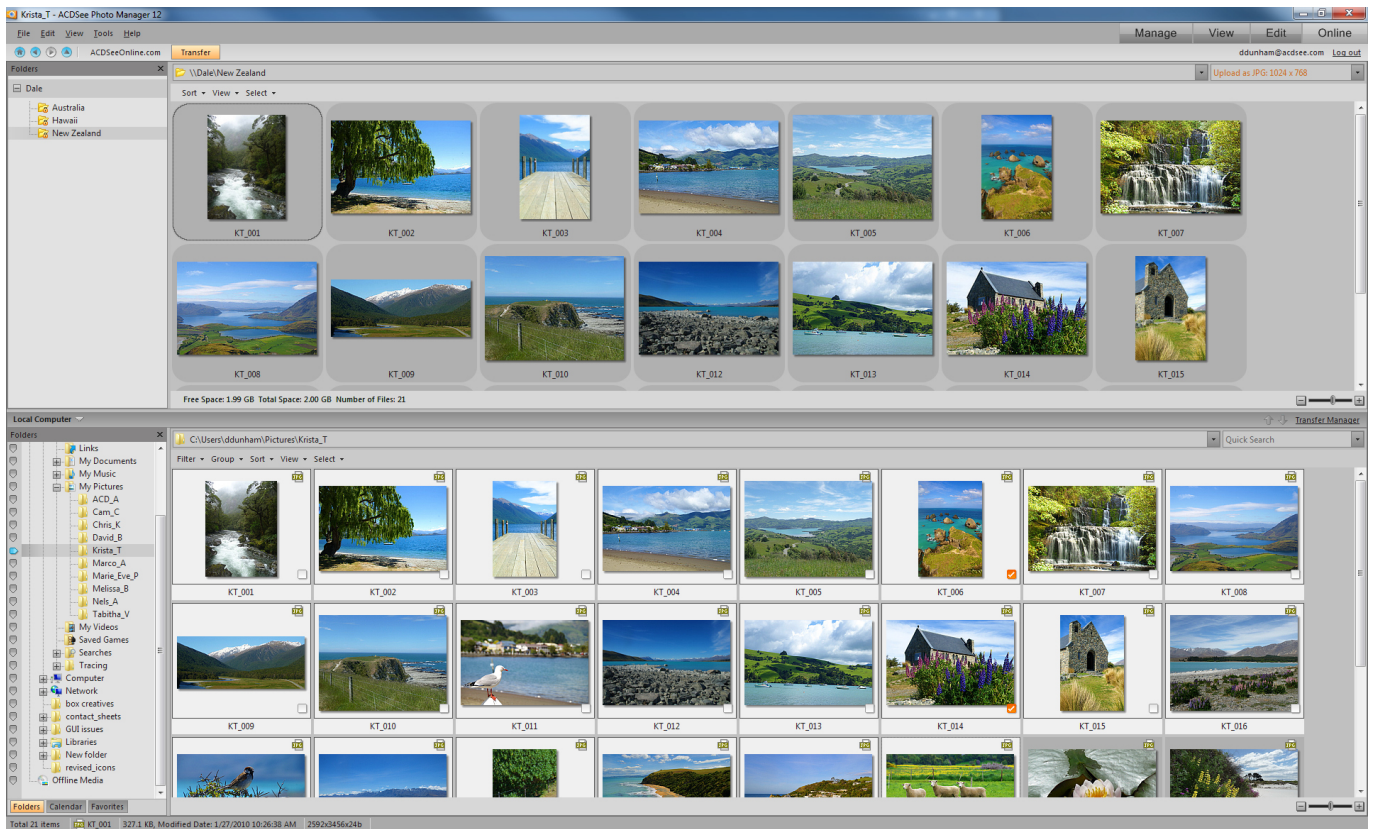 Krista_T - ACDSee Photo Manager 12
File Edit View Tools Help
Manage View Edit Online
ACDSeeOnline.com Transfer
ddunham@acdsee.com Log out
Folders
\\Dale\New Zealand
Upload as JPG: 1024 x 768
Dale
Sort View Select
Australia
Hawaii
New Zealand
KT_001 KT_002 KT_003 KT_004 KT_005 KT_006 KT_007
KT_008 KT_009 KT_010 KT_012 KT_013 KT_014 KT_015
Free Space: 1.99 GB Total Space: 2.00 GB Number of Files: 21
Local Computer
Transfer Manager
Folders
C:\Users\ddunham\Pictures\Krista_T
Quick Search
Filter Group Sort View Select
Links
My Documents
My Music
My Pictures
ACD_A
Cam_C
Chris_K
David_B
Krista_T
Marco_A
Marie_Eve_P
Melissa_B
Nels_A
Tabitha_V
My Videos
Saved Games
Searches
Tracing
Computer
Network
box creatives
contact_sheets
GUI issues
Libraries
New folder
revised_icons
Offline Media
KT_001 KT_002 KT_003 KT_004 KT_005 KT_006 KT_007 KT_008
KT_009 KT_010 KT_011 KT_012 KT_013 KT_014 KT_015 KT_016
Folders Calendar Favorites
Total 21 items KT_001 327.1 KB, Modified Date: 1/27/2010 10:26:38 AM 2592x3456x24b